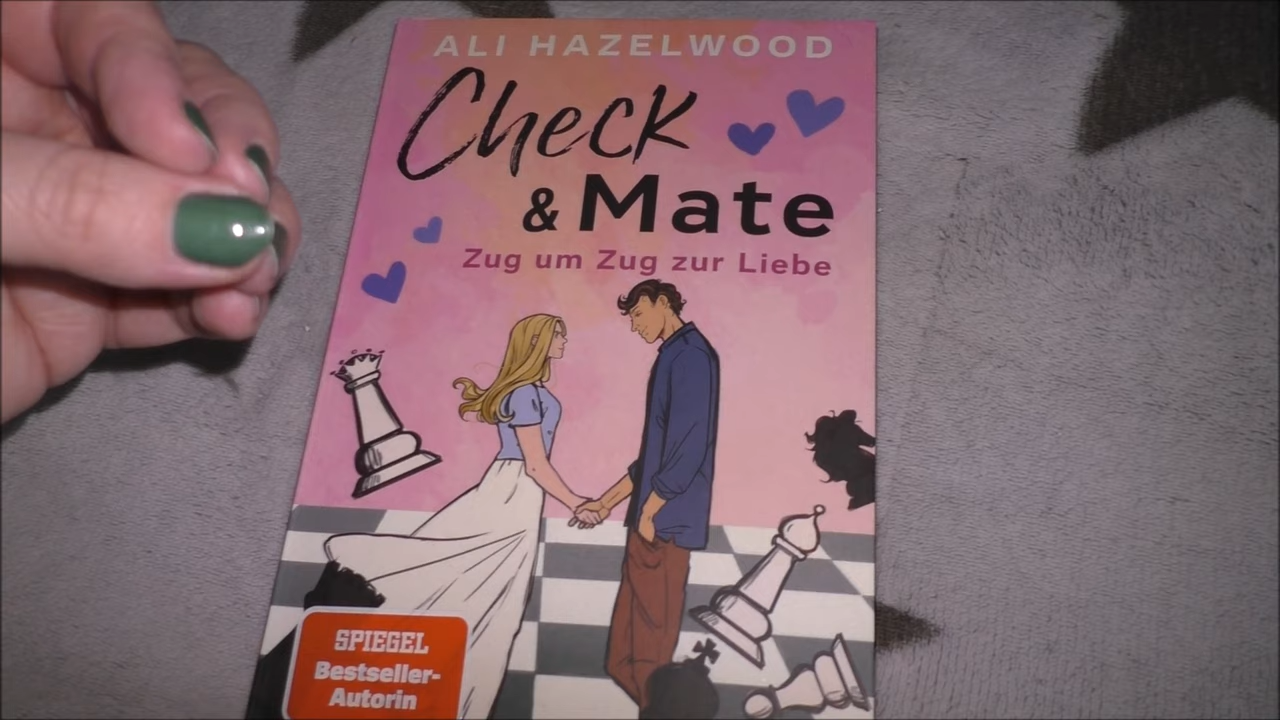 ALI HAZELWOOD
Check
& Mate
Zug um Zug zur Liebe
SPIEGEL
Bestseller-
Autorin